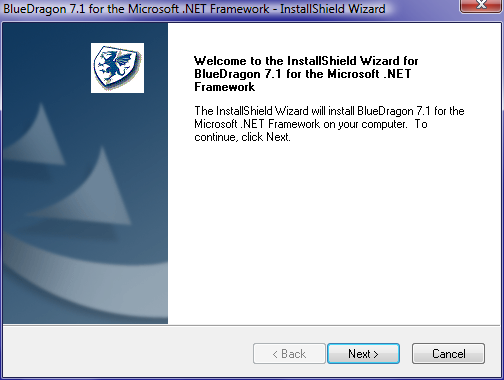 BlueDragon 7.1 for the Microsoft .NET Framework - InstallShield Wizard
Welcome to the InstallShield Wizard for
BlueDragon 7.1 for the Microsoft .NET
Framework
The InstallShield Wizard will install BlueDragon 7.1 for the
Microsoft .NET Framework on your computer.  To
continue, click Next.
< Back
Next >
Cancel